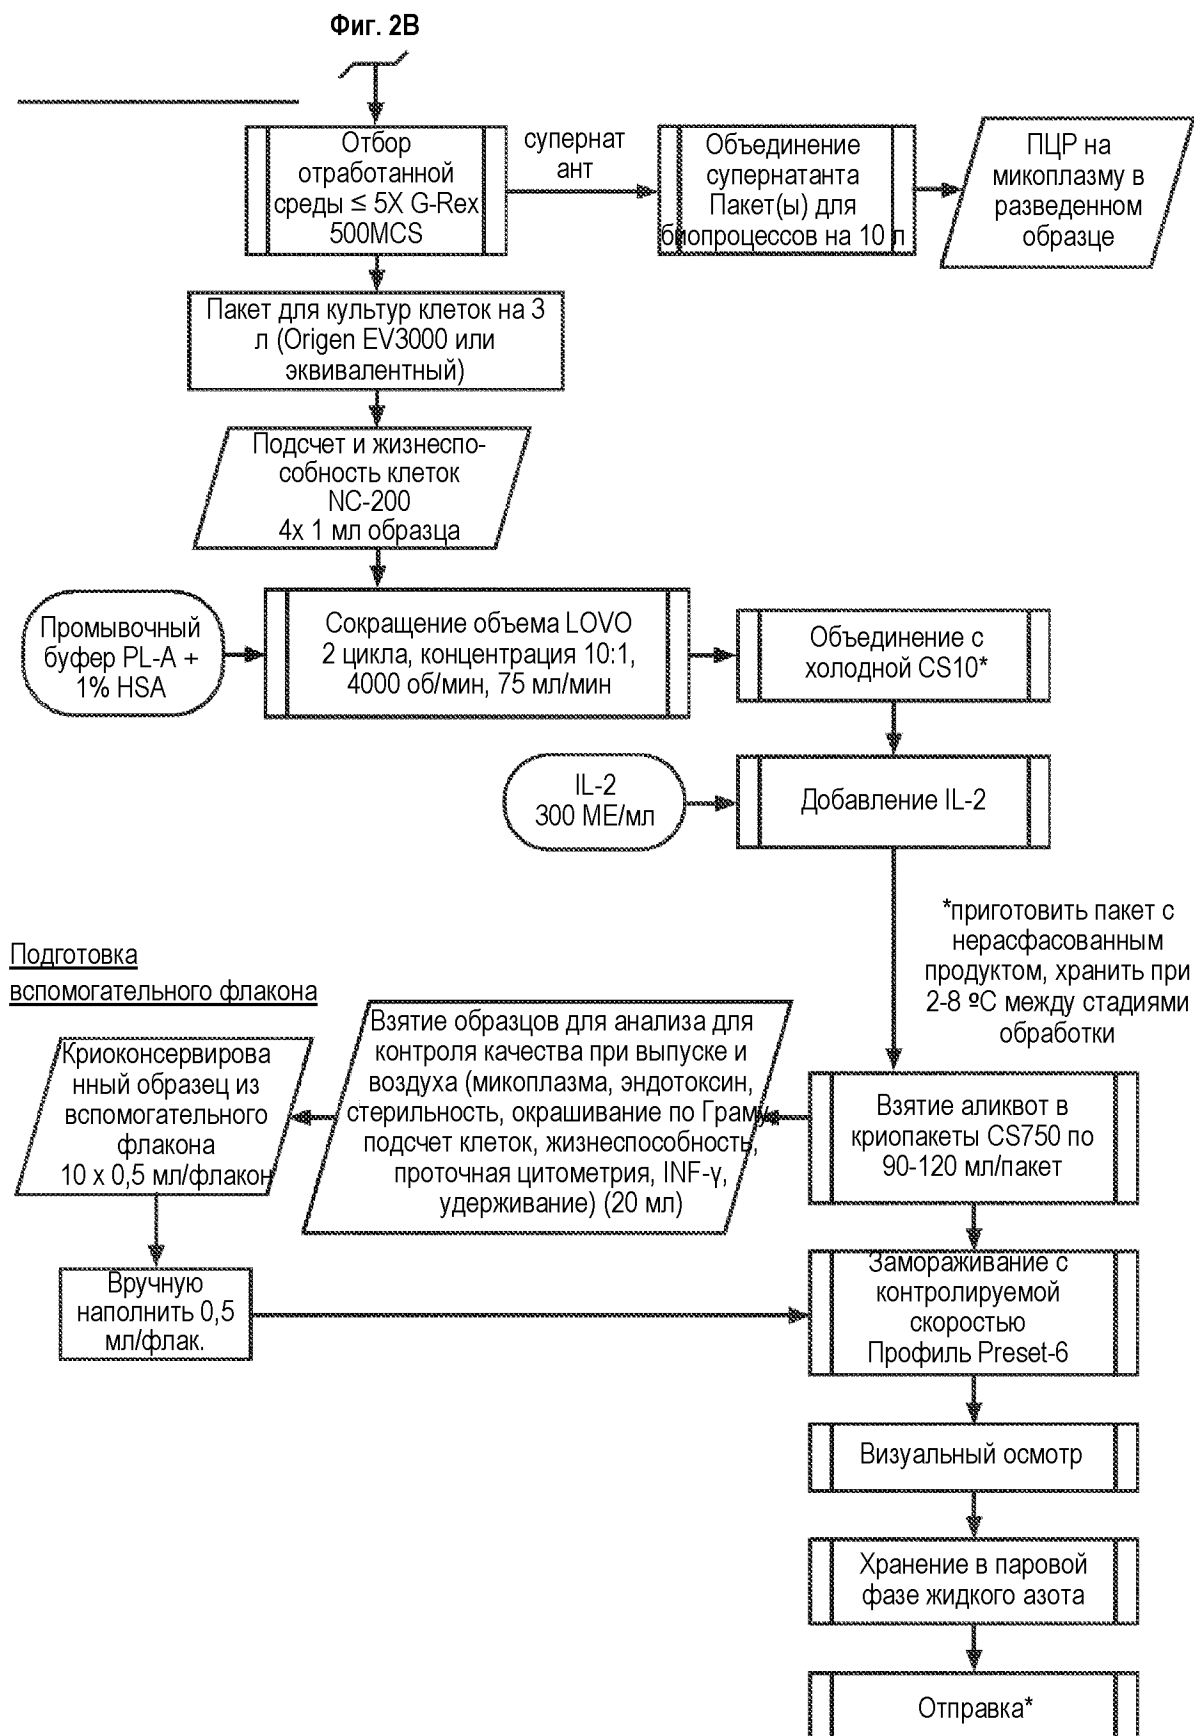 Фиг. 2B
Отбор
отработанной
среды ≤ 5X G-Rex
500MCS
супернат
ант
Объединение
супернатанта
Пакет(ы) для
биопроцессов на 10 л
ПЦР на
микоплазму в
разведенном
образце
Пакет для культур клеток на 3
л (Origen EV3000 или
эквивалентный)
Подсчет и жизнеспо-
собность клеток
NC-200
4x 1 мл образца
Промывочный
буфер PL-A +
1% HSA
Сокращение объема LOVO
2 цикла, концентрация 10:1,
4000 об/мин, 75 мл/мин
Объединение с
холодной CS10*
IL-2
300 МЕ/мл
Добавление IL-2
*приготовить пакет с
нерасфасованным
продуктом, хранить при
2-8 ºC между стадиями
обработки
Подготовка
вспомогательного флакона
Криоконсервирова
нный образец из
вспомогательного
флакона
10 x 0,5 мл/флакон
Взятие образцов для анализа для
контроля качества при выпуске и
воздуха (микоплазма, эндотоксин,
стерильность, окрашивание по Граму,
подсчет клеток, жизнеспособность,
проточная цитометрия, INF-γ,
удерживание) (20 мл)
Взятие аликвот в
криопакеты CS750 по
90-120 мл/пакет
Вручную
наполнить 0,5
мл/флак.
Замораживание с
контролируемой
скоростью
Профиль Preset-6
Визуальный осмотр
Хранение в паровой
фазе жидкого азота
Отправка*